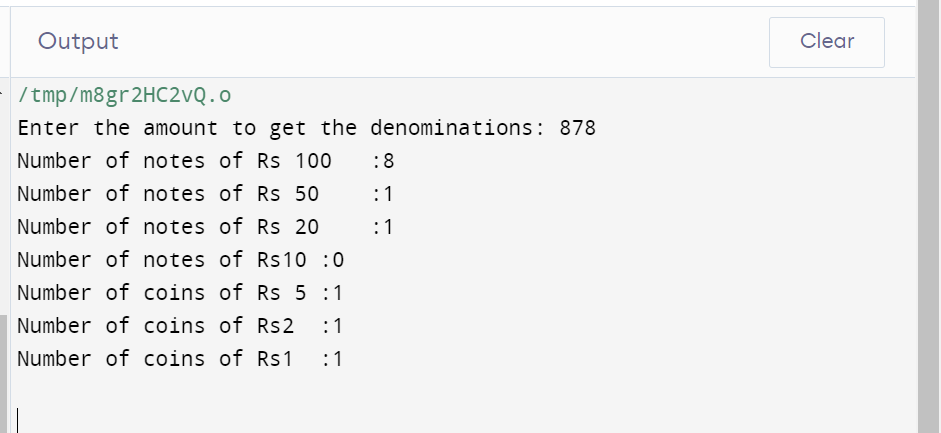 Output
Clear
/tmp/m8gr2HC2vQ.o
Enter the amount to get the denominations: 878
Number of notes of Rs 100   :8
Number of notes of Rs 50    :1
Number of notes of Rs 20    :1
Number of notes of Rs10 :0
Number of coins of Rs 5 :1
Number of coins of Rs2  :1
Number of coins of Rs1  :1